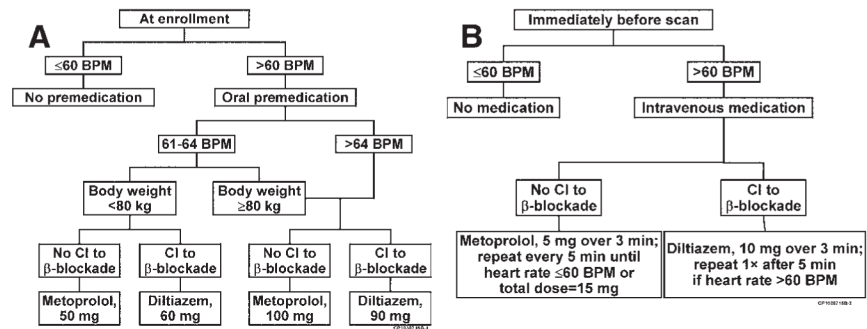 A
At enrollment
≤60 BPM
>60 BPM
No premedication
Oral premedication
61-64 BPM
>64 BPM
Body weight
<80 kg
Body weight
≥80 kg
No CI to
β-blockade
CI to
β-blockade
No CI to
β-blockade
CI to
β-blockade
Metoprolol,
50 mg
Diltiazem,
60 mg
Metoprolol,
100 mg
Diltiazem,
90 mg
B
Immediately before scan
≤60 BPM
>60 BPM
No medication
Intravenous medication
No CI to
β-blockade
CI to
β-blockade
Metoprolol, 5 mg over 3 min;
repeat every 5 min until
heart rate ≤60 BPM or
total dose=15 mg
Diltiazem, 10 mg over 3 min;
repeat 1× after 5 min
if heart rate >60 BPM